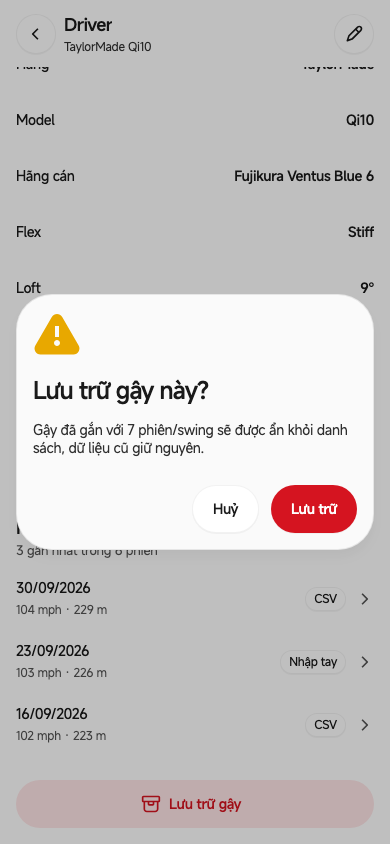 Driver
TaylorMade Qi10
Model
Qi10
Hãng cán
Fujikura Ventus Blue 6
Flex
Stiff
Loft
9°
Lưu trữ gậy này?
Gậy đã gắn với 7 phiên/swing sẽ được ẩn khỏi danh
sách, dữ liệu cũ giữ nguyên.
Huỷ
Lưu trữ
3 gần nhất trong 6 phiên
30/09/2026
104 mph · 229 m
CSV
23/09/2026
103 mph · 226 m
Nhập tay
16/09/2026
102 mph · 223 m
CSV
Lưu trữ gậy